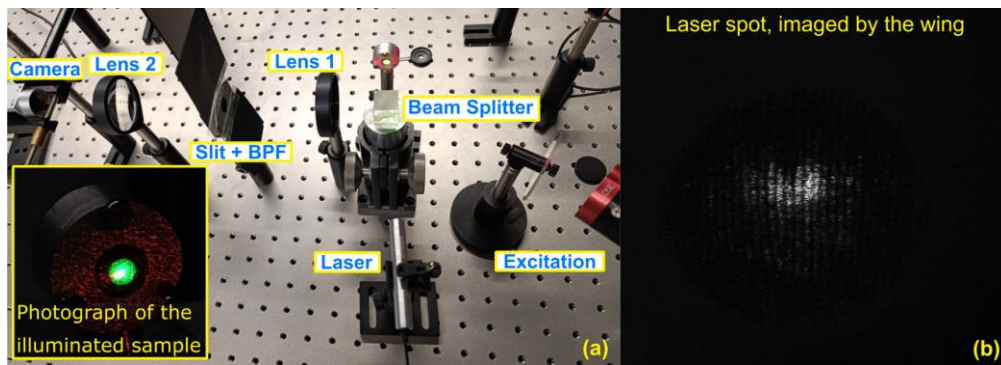 Camera
Lens 2
Lens 1
Beam Splitter
Slit + BPF
Laser
Excitation
Photograph of the
illuminated sample
(a)
Laser spot, imaged by the wing
(b)